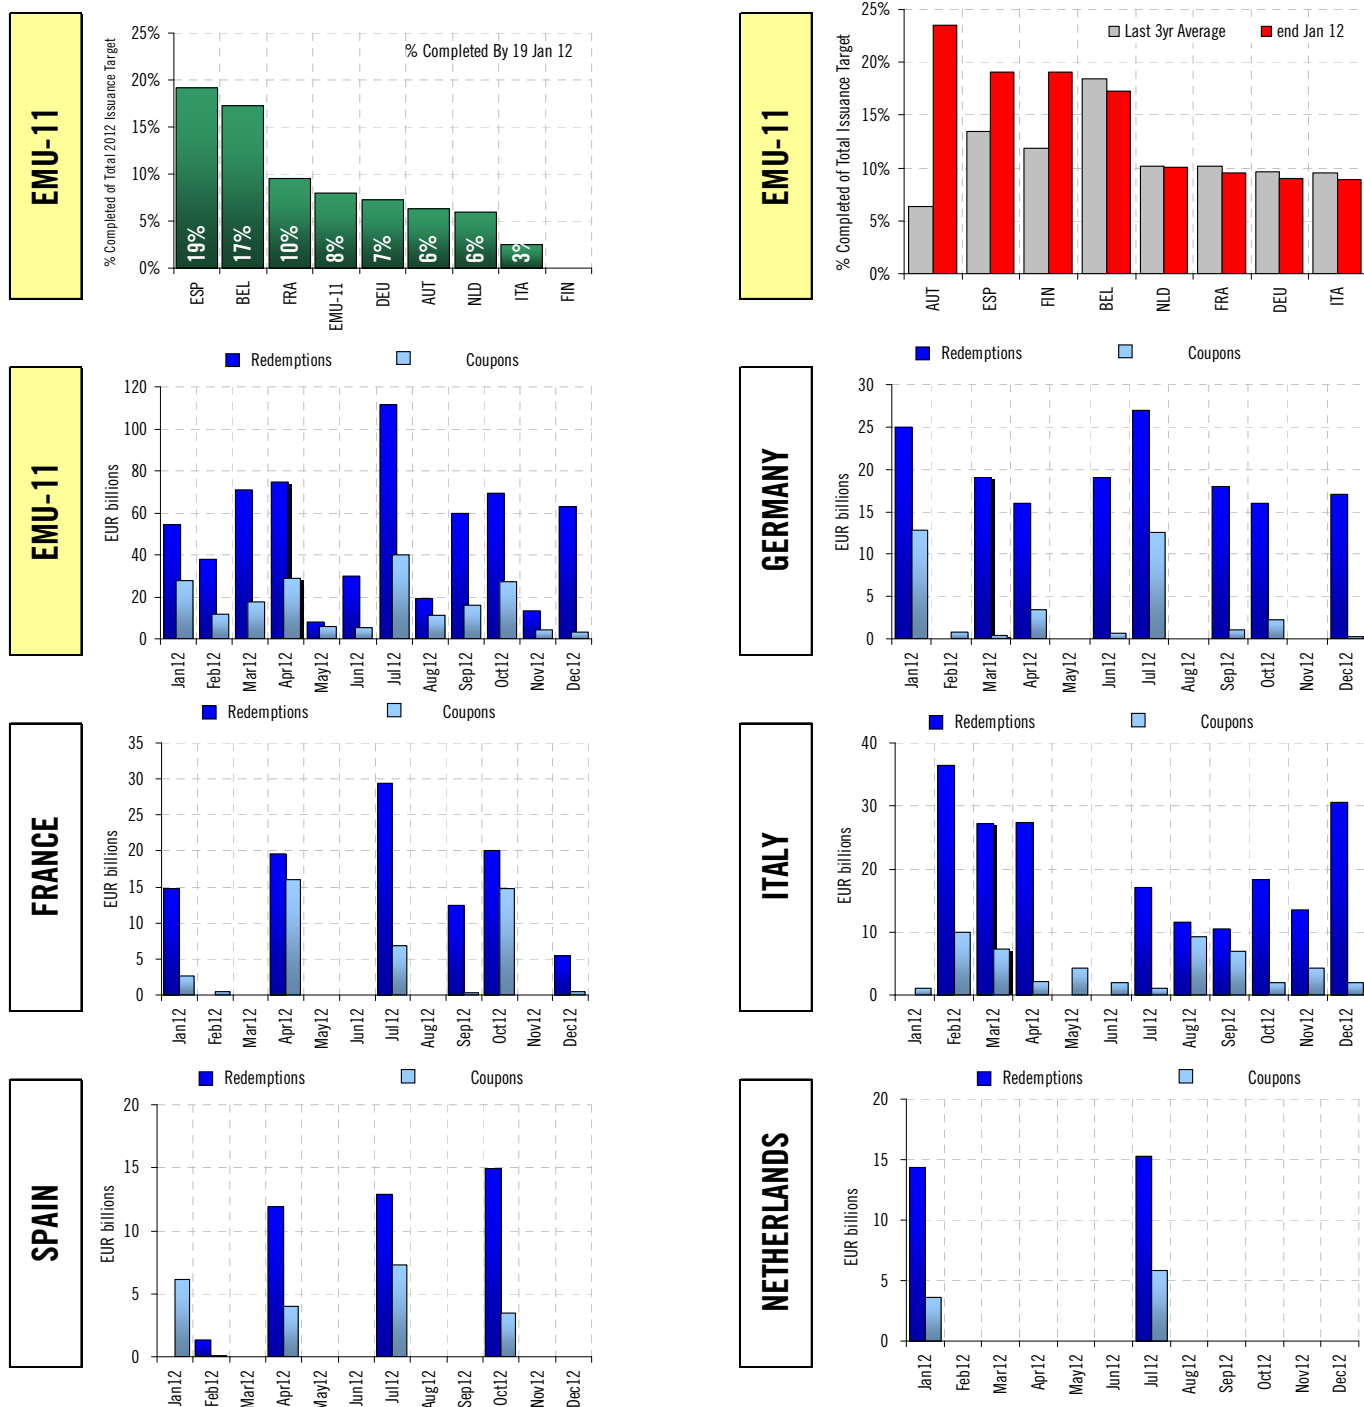 EMU-11
% Completed of Total 2012 Issuance Target
25%
20%
15%
10%
5%
0%
% Completed By 19 Jan 12
19%
17%
10%
8%
7%
6%
6%
3%
ESP
BEL
FRA
EMU-11
DEU
AUT
NLD
ITA
FIN
EMU-11
% Completed of Total Issuance Target
25%
20%
15%
10%
5%
0%
Last 3yr Average
end Jan 12
AUT
ESP
FIN
BEL
NLD
FRA
DEU
ITA
EMU-11
Redemptions
Coupons
EUR billions
120
100
80
60
40
20
0
Jan12
Feb12
Mar12
Apr12
May12
Jun12
Jul12
Aug12
Sep12
Oct12
Nov12
Dec12
GERMANY
Redemptions
Coupons
EUR billions
30
25
20
15
10
5
0
Jan12
Feb12
Mar12
Apr12
May12
Jun12
Jul12
Aug12
Sep12
Oct12
Nov12
Dec12
FRANCE
Redemptions
Coupons
EUR billions
35
30
25
20
15
10
5
0
Jan12
Feb12
Mar12
Apr12
May12
Jun12
Jul12
Aug12
Sep12
Oct12
Nov12
Dec12
ITALY
Redemptions
Coupons
EUR billions
40
30
20
10
0
Jan12
Feb12
Mar12
Apr12
May12
Jun12
Jul12
Aug12
Sep12
Oct12
Nov12
Dec12
SPAIN
Redemptions
Coupons
EUR billions
20
15
10
5
0
Jan12
Feb12
Mar12
Apr12
May12
Jun12
Jul12
Aug12
Sep12
Oct12
Nov12
Dec12
NETHERLANDS
Redemptions
Coupons
EUR billions
20
15
10
5
0
Jan12
Feb12
Mar12
Apr12
May12
Jun12
Jul12
Aug12
Sep12
Oct12
Nov12
Dec12